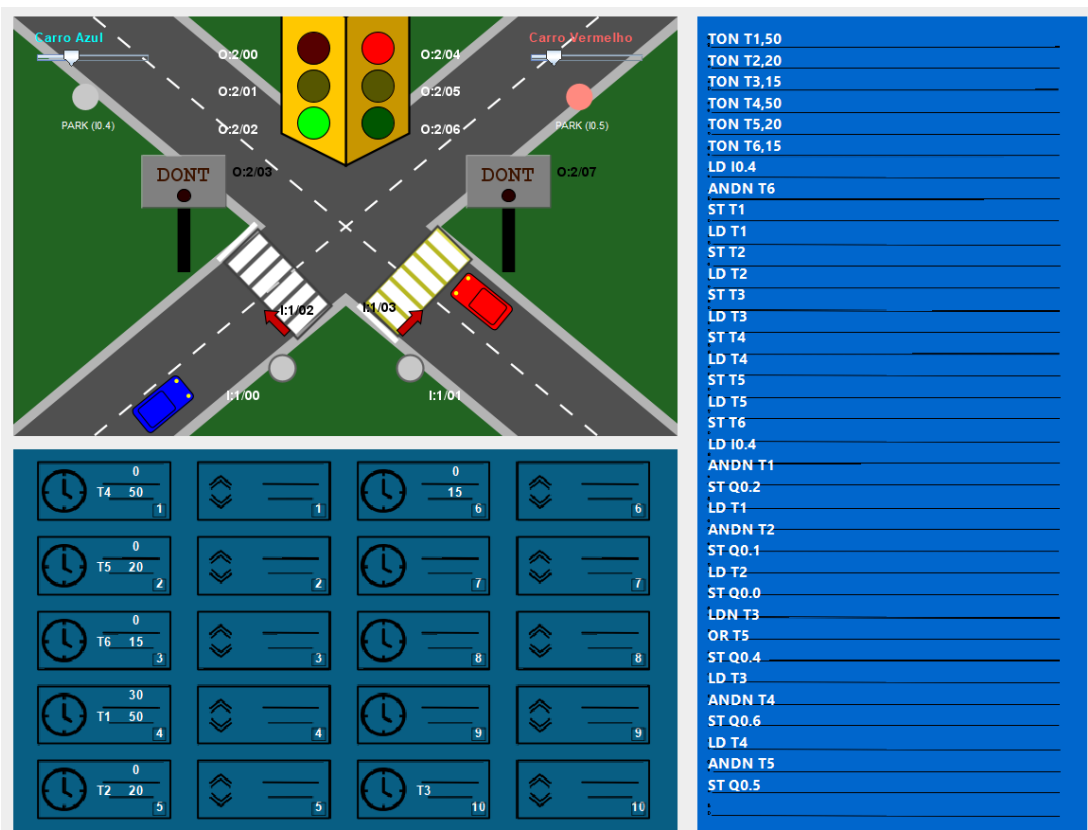 Carro Azul
Carro Vermelho
O:2/00
O:2/04
O:2/01
O:2/05
PARK (I0.4)
O:2/02
O:2/06
PARK (I0.5)
DONT
O:2/03
DONT
O:2/07
I:1/02
I:1/03
I:1/00
I:1/01
0
T4 50
1
1
0
15
6
6
0
T5 20
2
2
7
7
0
T6 15
3
3
8
8
30
T1 50
4
4
9
9
0
T2 20
5
5
T3
10
10
TON T1,50
TON T2,20
TON T3,15
TON T4,50
TON T5,20
TON T6,15
LD I0.4
ANDN T6
ST T1
LD T1
ST T2
LD T2
ST T3
LD T3
ST T4
LD T4
ST T5
LD T5
ST T6
LD I0.4
ANDN T1
ST Q0.2
LD T1
ANDN T2
ST Q0.1
LD T2
ST Q0.0
LDN T3
OR T5
ST Q0.4
LD T3
ANDN T4
ST Q0.6
LD T4
ANDN T5
ST Q0.5